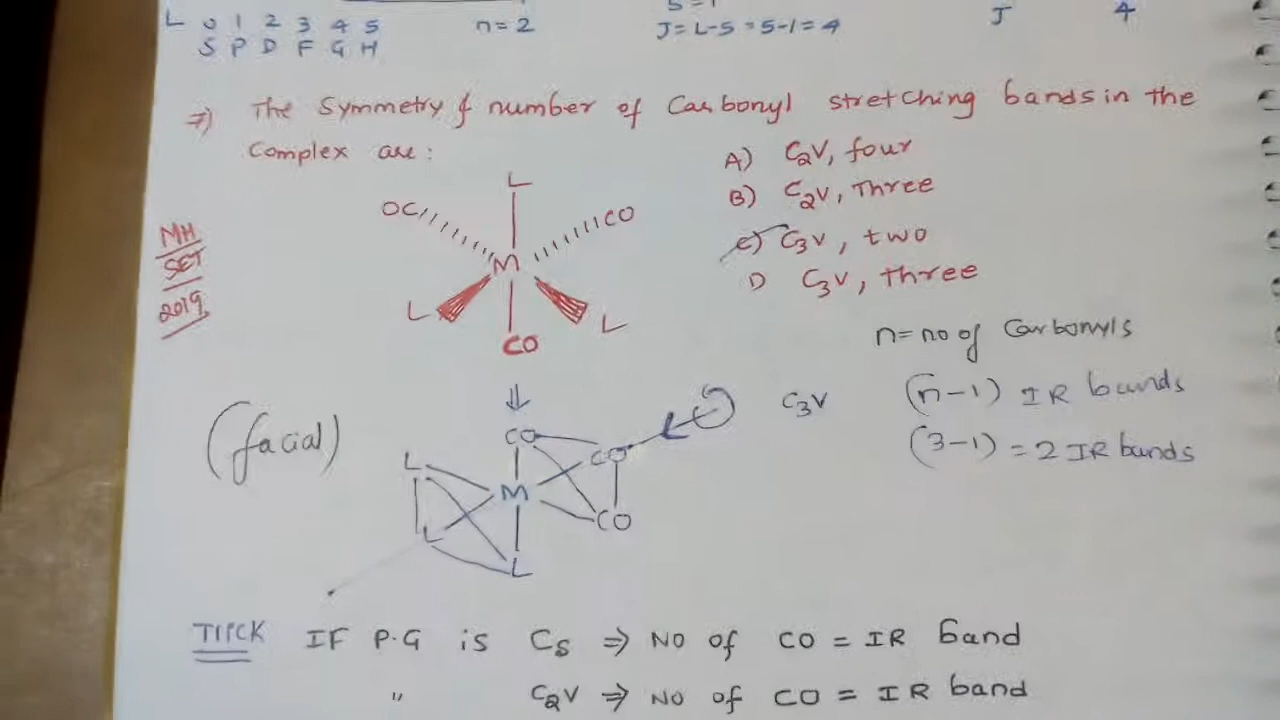 S=1
L 0 1 2 3 4 5 n=2 J=L-S=5-1=4 J 4
S P D F G H
⇒) The Symmetry & number of Carbonyl stretching bands in the
Complex are:
A) C2V, four
B) C2V, Three
C) C3V, two
D C3V, three
MH
SET
2019
L
OC CO
M
L L
CO
n=no of Carbonyls
(n-1) IR bands
(3-1) = 2 IR bands
C3V
(facial)
CO
L CO
M
L CO
L
TIRCK IF P.G is CS ⇒ NO of CO = IR band
" C2V ⇒ NO of CO = IR band